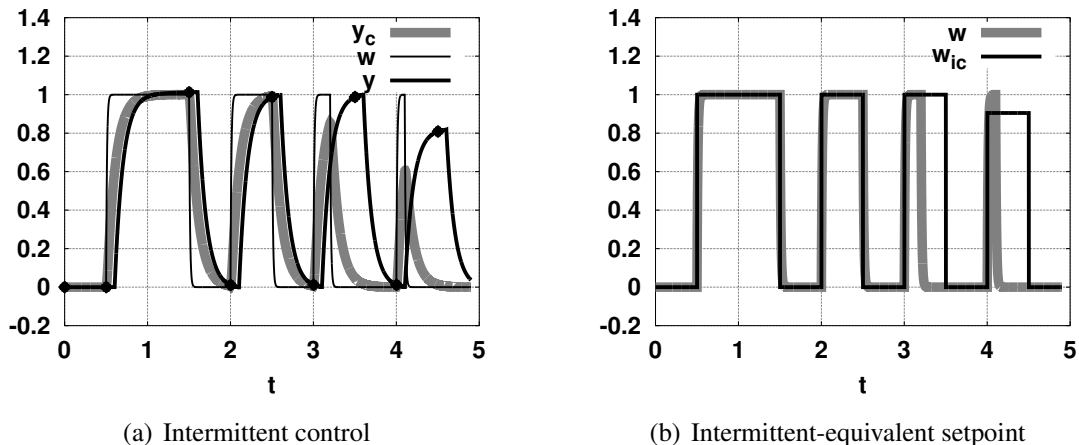 1.4
1.2
1
0.8
0.6
0.4
0.2
0
-0.2
y_c
w
y
0 1 2 3 4 5
t
(a) Intermittent control
1.4
1.2
1
0.8
0.6
0.4
0.2
0
-0.2
w
w_ic
0 1 2 3 4 5
t
(b) Intermittent-equivalent setpoint